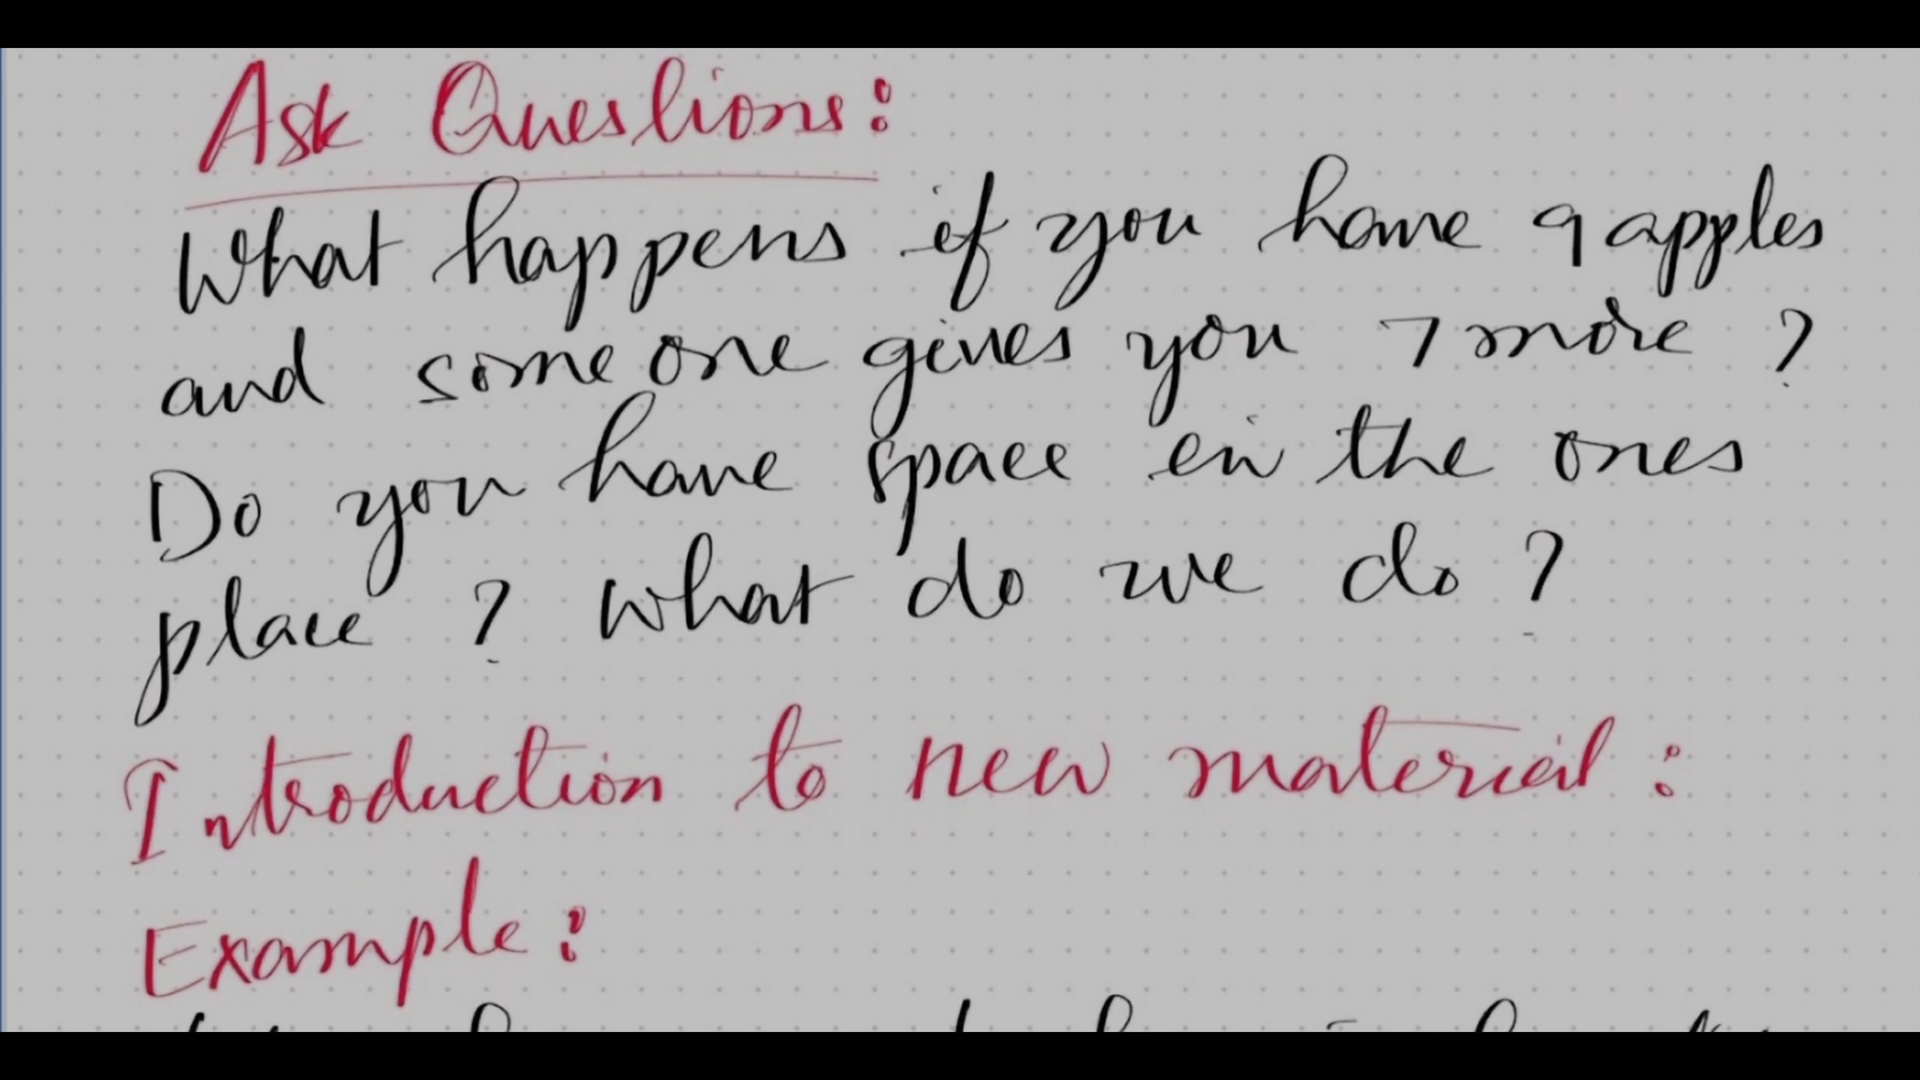 Ask Questions:
What happens if you have 9 apples
and someone gives you 7 more ?
Do you have space in the ones
place ? What do we do ?
Introduction to new material :
Example :